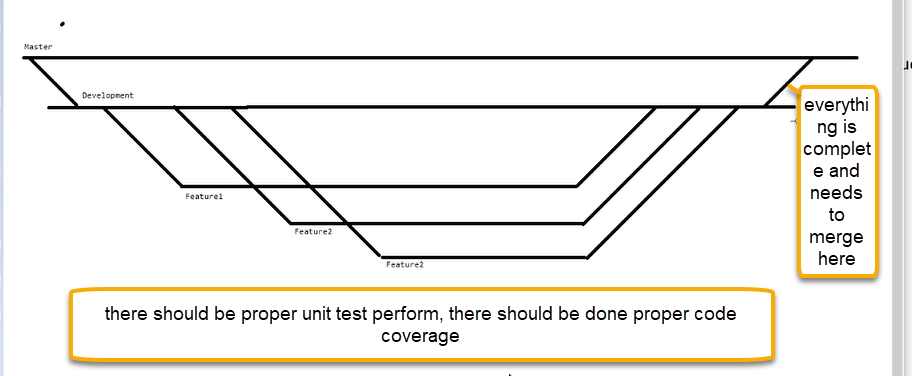 Master
Development
everythi
ng is
complet
e and
needs
to
merge
here
Feature1
Feature2
Feature2
there should be proper unit test perform, there should be done proper code
coverage